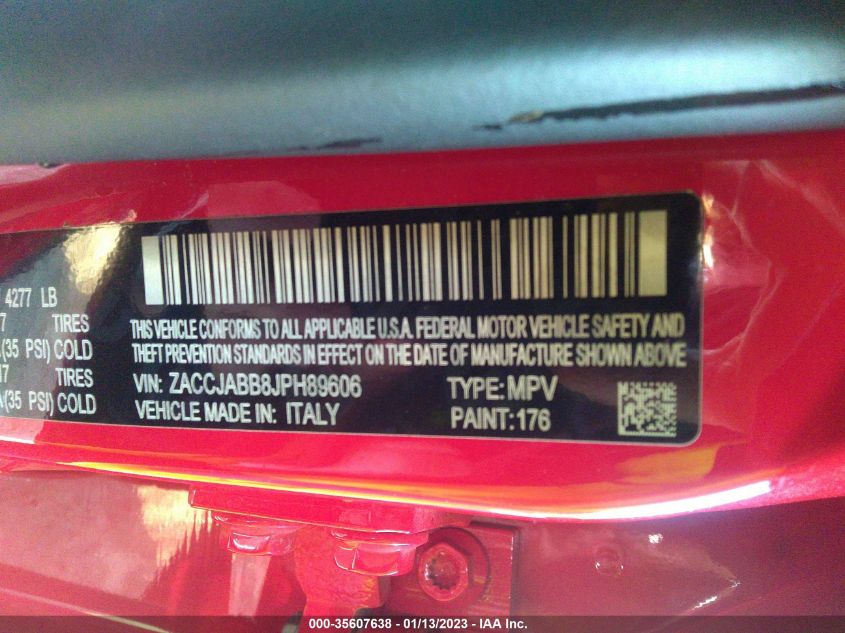 4277 LB
7 TIRES
(35 PSI) COLD
TIRES
(35 PSI) COLD
THIS VEHICLE CONFORMS TO ALL APPLICABLE U.S.A. FEDERAL MOTOR VEHICLE SAFETY AND
THEFT PREVENTION STANDARDS IN EFFECT ON THE DATE OF MANUFACTURE SHOWN ABOVE
VIN: ZACCJABB8JPH89606 TYPE: MPV
VEHICLE MADE IN: ITALY PAINT: 176
000-35607638 - 01/13/2023 - IAA Inc.